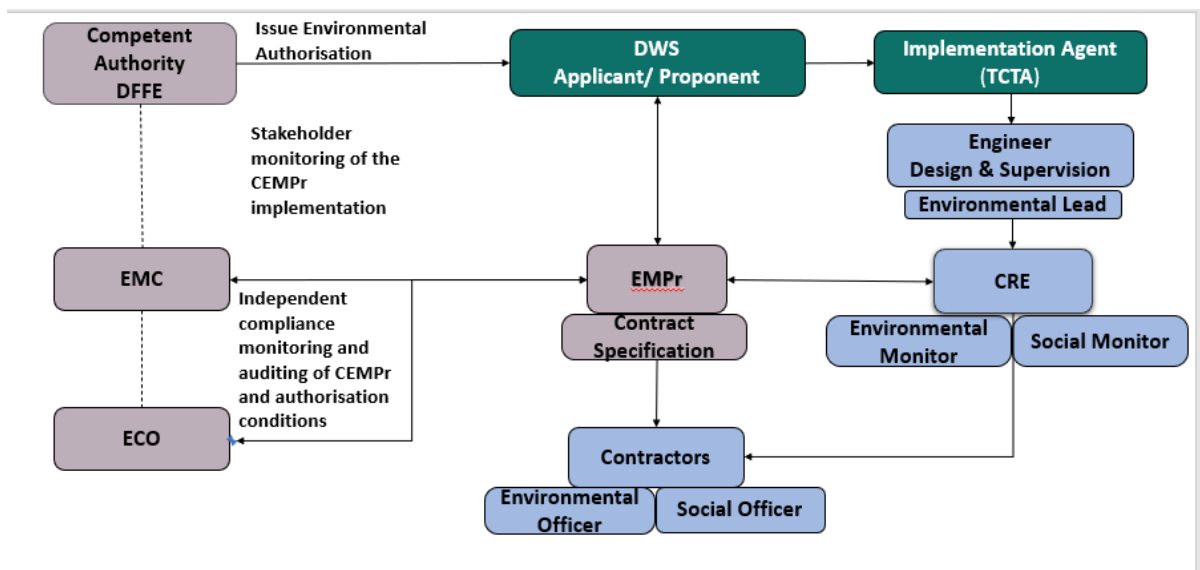 Competent
Authority
DFFE
Issue Environmental
Authorisation
DWS
Applicant/ Proponent
Implementation Agent
(TCTA)
Stakeholder
monitoring of the
CEMPr
implementation
Engineer
Design & Supervision
Environmental Lead
EMC
EMPr
CRE
Independent
compliance
monitoring and
auditing of CEMPr
and authorisation
conditions
Contract
Specification
Environmental
Monitor
Social Monitor
ECO
Contractors
Environmental
Officer
Social Officer